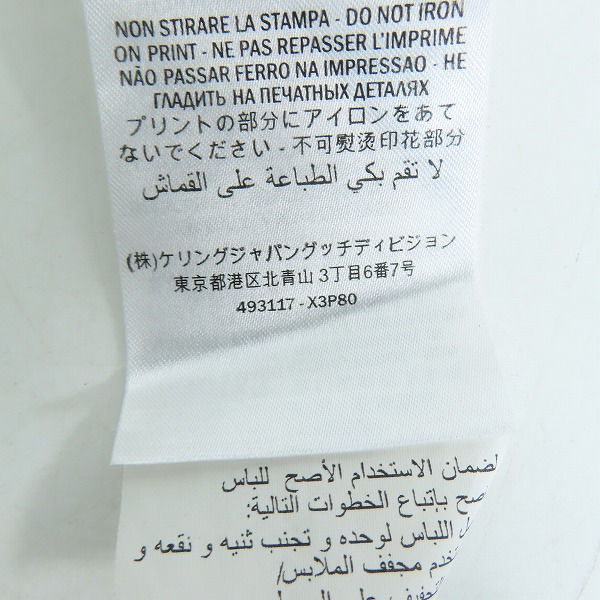 NON STIRARE LA STAMPA - DO NOT IRON
ON PRINT - NE PAS REPASSER L'IMPRIME
NÃO PASSAR FERRO NA IMPRESSAO - НЕ
ГЛАДИТЬ НА ПЕЧАТНЫХ ДЕТАЛЯХ
プリントの部分にアイロンをあて
ないでください - 不可熨烫印花部分
لا تقم بكي الطباعة على القماش
(株)ケリングジャパングッチディビジョン
東京都港区北青山 3丁目6番7号
493117 - X3P80
لضمان الاستخدام الأصح للباس
بإتباع الخطوات التالية:
اللباس لوحده و تجنب ثنيه و نقعه و
مجفف الملابس/